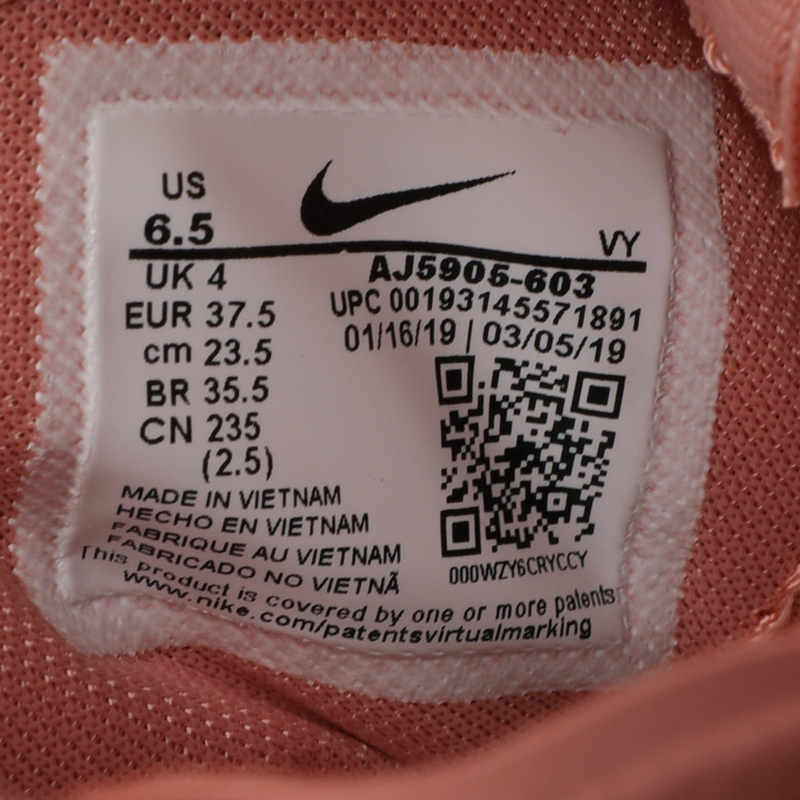 US
6.5
VY
UK 4
EUR 37.5
cm 23.5
BR 35.5
CN 235
(2.5)
AJ5905-603
UPC 00193145571891
01/16/19 | 03/05/19
000WZY6CRYCCY
MADE IN VIETNAM
HECHO EN VIETNAM
FABRIQUE AU VIETNAM
FABRICADO NO VIETNÃ
This product is covered by one or more patents:
www.nike.com/patentsvirtualmarking